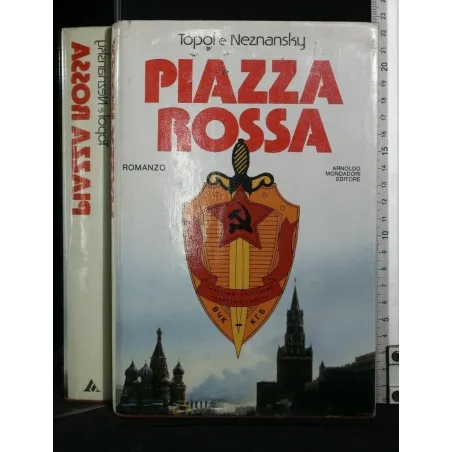 Topol e Neznansky
PIAZZA
ROSSA
ROMANZO
ARNOLDO
MONDADORI
EDITORE
ВЧК
КГБ
Topol e Neznansky
PIAZZA ROSSA